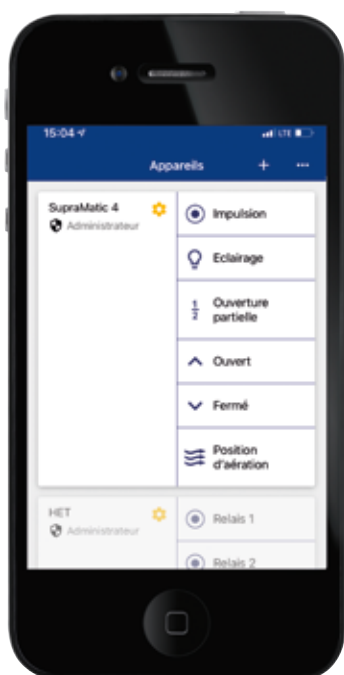 15:04
LTE
Appareils
SupraMatic 4
Administrateur
Impulsion
Eclairage
1
2
Ouverture
partielle
Ouvert
Fermé
Position
d'aération
HET
Administrateur
Relais 1
Relais 2